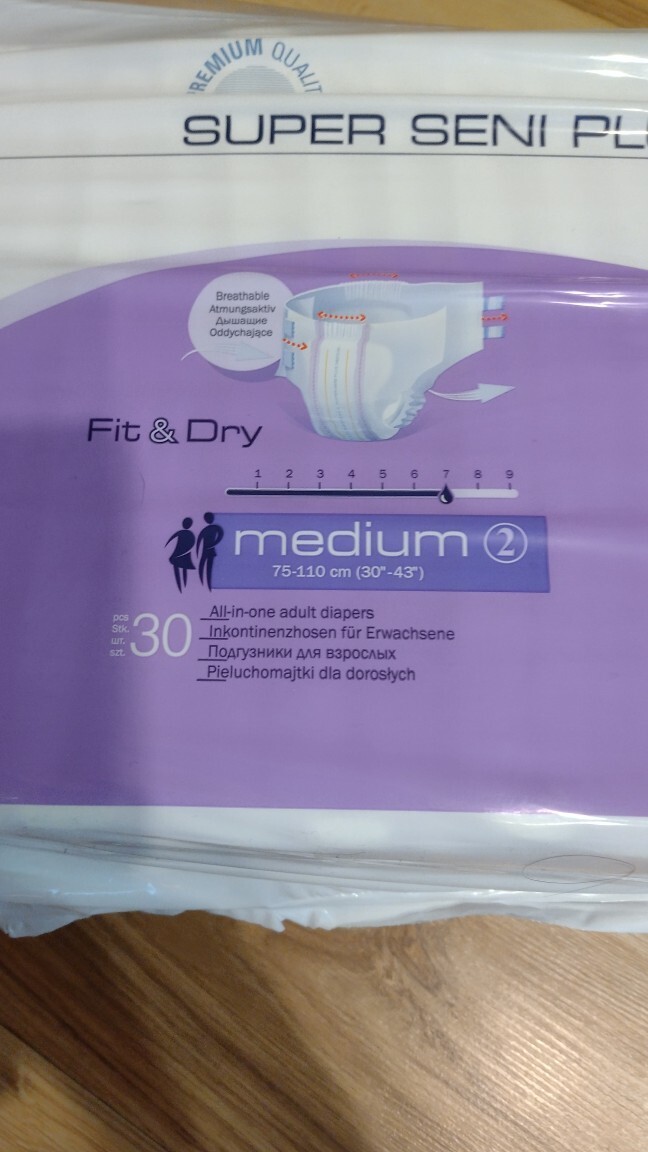 PREMIUM QUALIT
SUPER SENI PL
Breathable
Atmungsaktiv
Дышащие
Oddychające
Fit & Dry
1 2 3 4 5 6 7 8 9
medium 2
75-110 cm (30"-43")
pcs
Stk.
шт.
szt.
30
All-in-one adult diapers
Inkontinenzhosen für Erwachsene
Подгузники для взрослых
Pieluchomajtki dla dorosłych